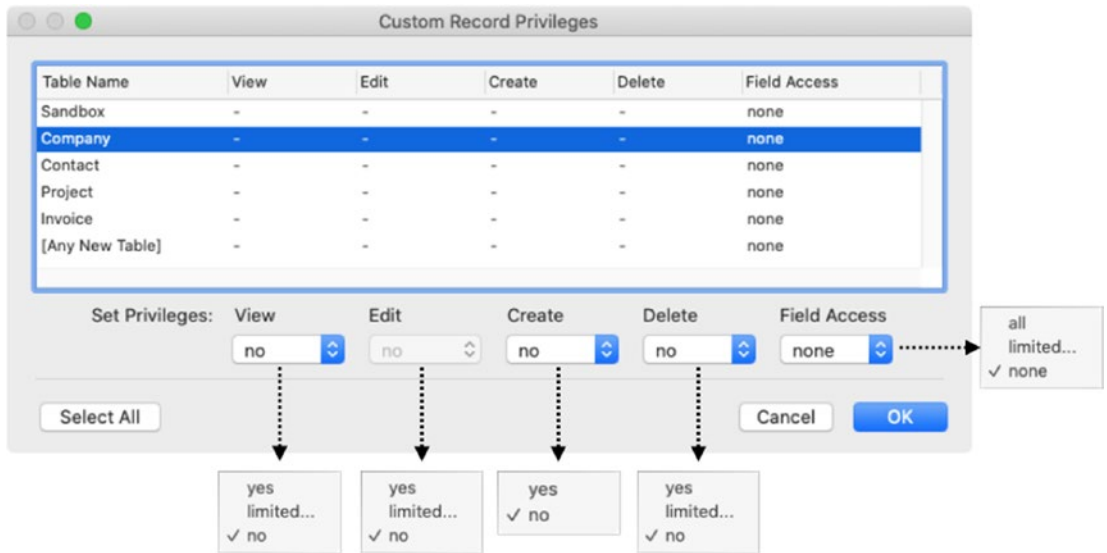 Custom Record Privileges
Table Name View Edit Create Delete Field Access
Sandbox - - - - none
Company - - - - none
Contact - - - - none
Project - - - - none
Invoice - - - - none
[Any New Table] - - - - none
Set Privileges: View Edit Create Delete Field Access
no no no no none
all
limited...
✓ none
Select All Cancel OK
yes
limited...
✓ no
yes
limited...
✓ no
yes
✓ no
yes
limited...
✓ no